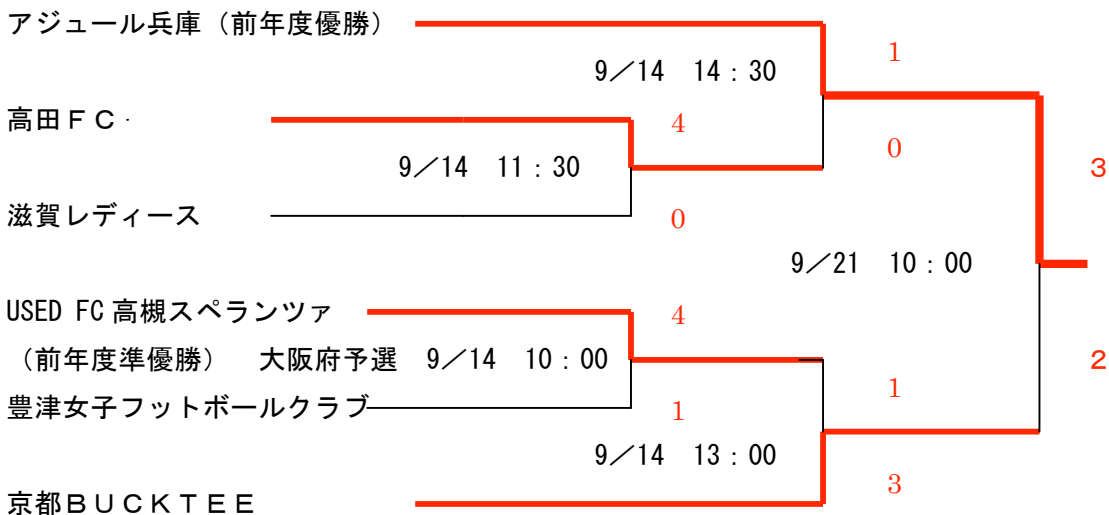 アジュール兵庫（前年度優勝）
1
9／14　14：30
高田ＦＣ
4
0
9／14　11：30
3
滋賀レディース
0
9／21　10：00
USED FC 高槻スペランツァ
4
（前年度準優勝）　大阪府予選　9／14　10：00
2
豊津女子フットボールクラブ
1
1
9／14　13：00
3
京都ＢＵＣＫＴＥＥ